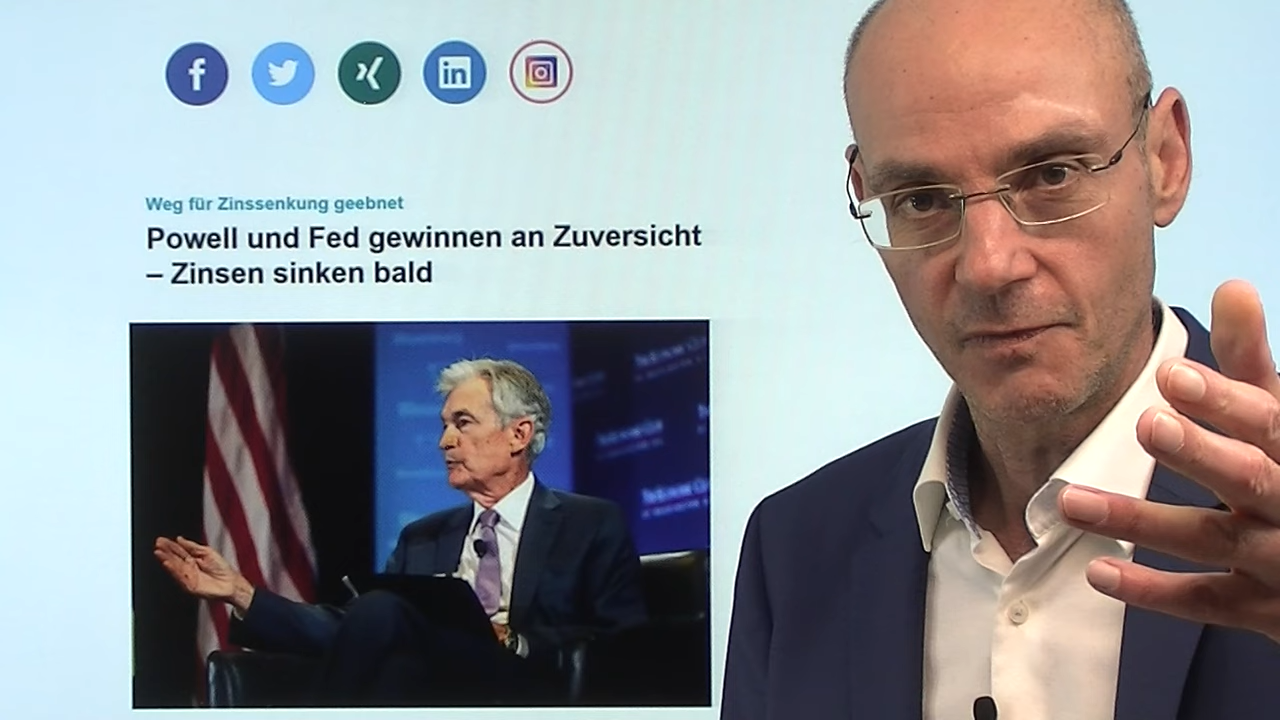 Weg für Zinssenkung geebnet
Powell und Fed gewinnen an Zuversicht
– Zinsen sinken bald